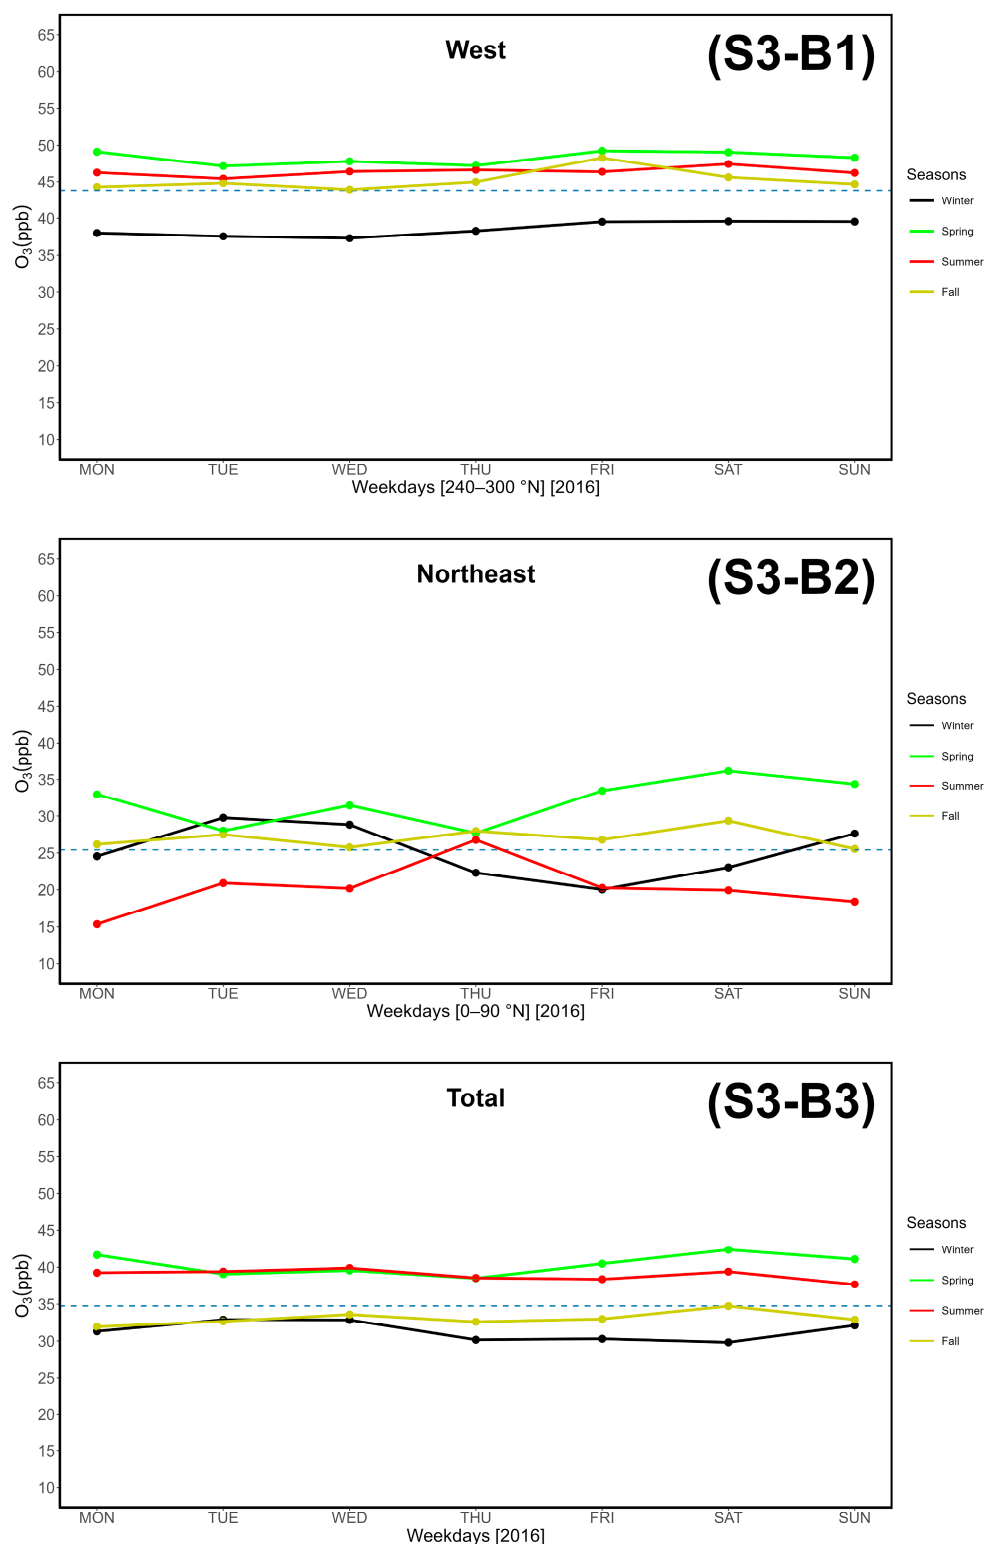 West
(S3-B1)
65
60
55
50
45
40
35
30
25
20
15
10
O₃(ppb)
MON TUE WED THU FRI SAT SUN
Weekdays [240–300 °N] [2016]
Seasons
Winter
Spring
Summer
Fall
Northeast
(S3-B2)
65
60
55
50
45
40
35
30
25
20
15
10
O₃(ppb)
MON TUE WED THU FRI SAT SUN
Weekdays [0–90 °N] [2016]
Seasons
Winter
Spring
Summer
Fall
Total
(S3-B3)
65
60
55
50
45
40
35
30
25
20
15
10
O₃(ppb)
MON TUE WED THU FRI SAT SUN
Weekdays [2016]
Seasons
Winter
Spring
Summer
Fall